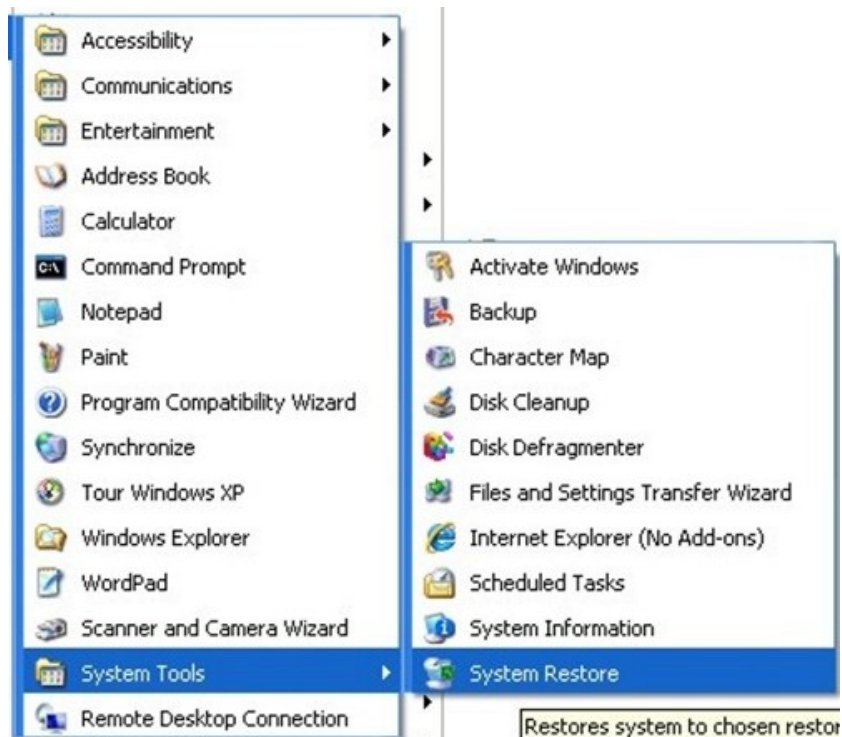 Accessibility
Communications
Entertainment
Address Book
Calculator
Command Prompt
Notepad
Paint
Program Compatibility Wizard
Synchronize
Tour Windows XP
Windows Explorer
WordPad
Scanner and Camera Wizard
System Tools
Remote Desktop Connection
Activate Windows
Backup
Character Map
Disk Cleanup
Disk Defragmenter
Files and Settings Transfer Wizard
Internet Explorer (No Add-ons)
Scheduled Tasks
System Information
System Restore
Restores system to chosen restor